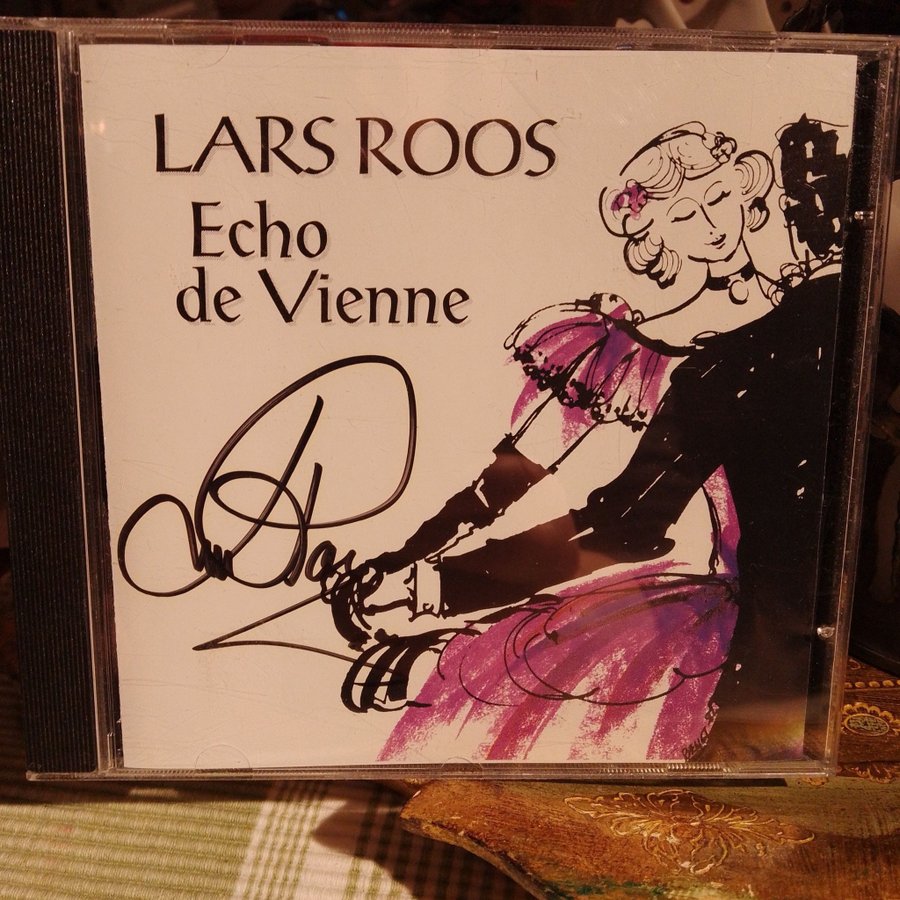 LARS ROOS
Echo
de Vienne